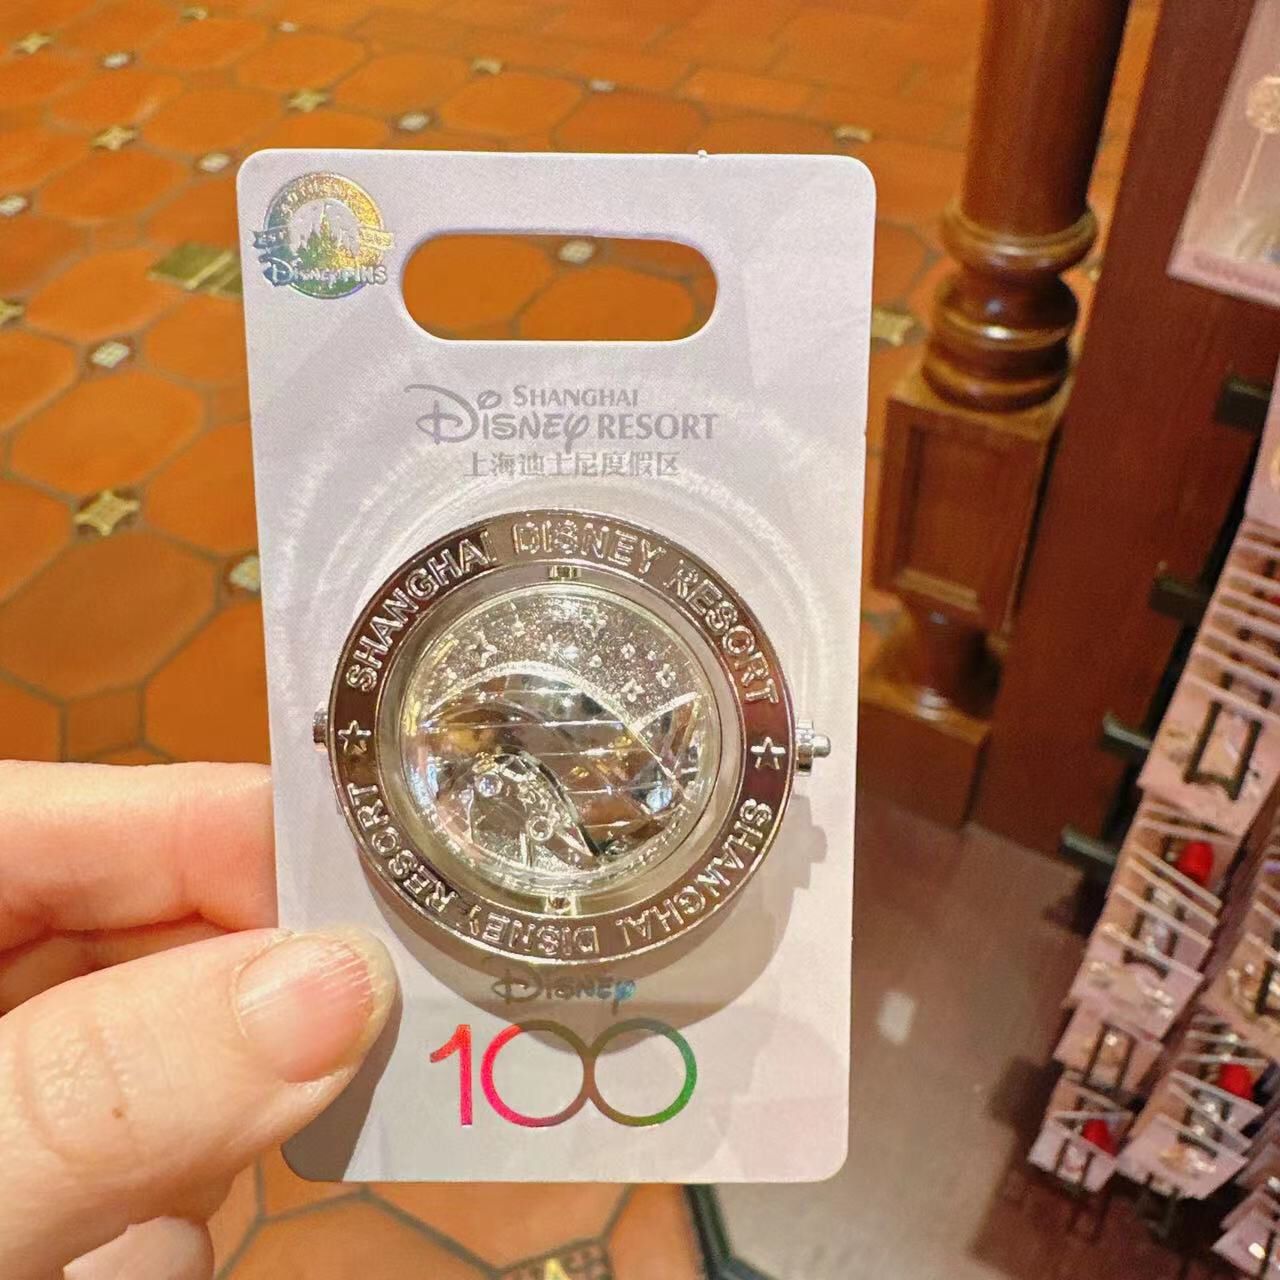 EST
DISNEY PINS
SHANGHAI
DISNEY RESORT
上海迪士尼度假区
SHANGHAI DISNEY RESORT
SHANGHAI DISNEY RESORT
DISNEY
100